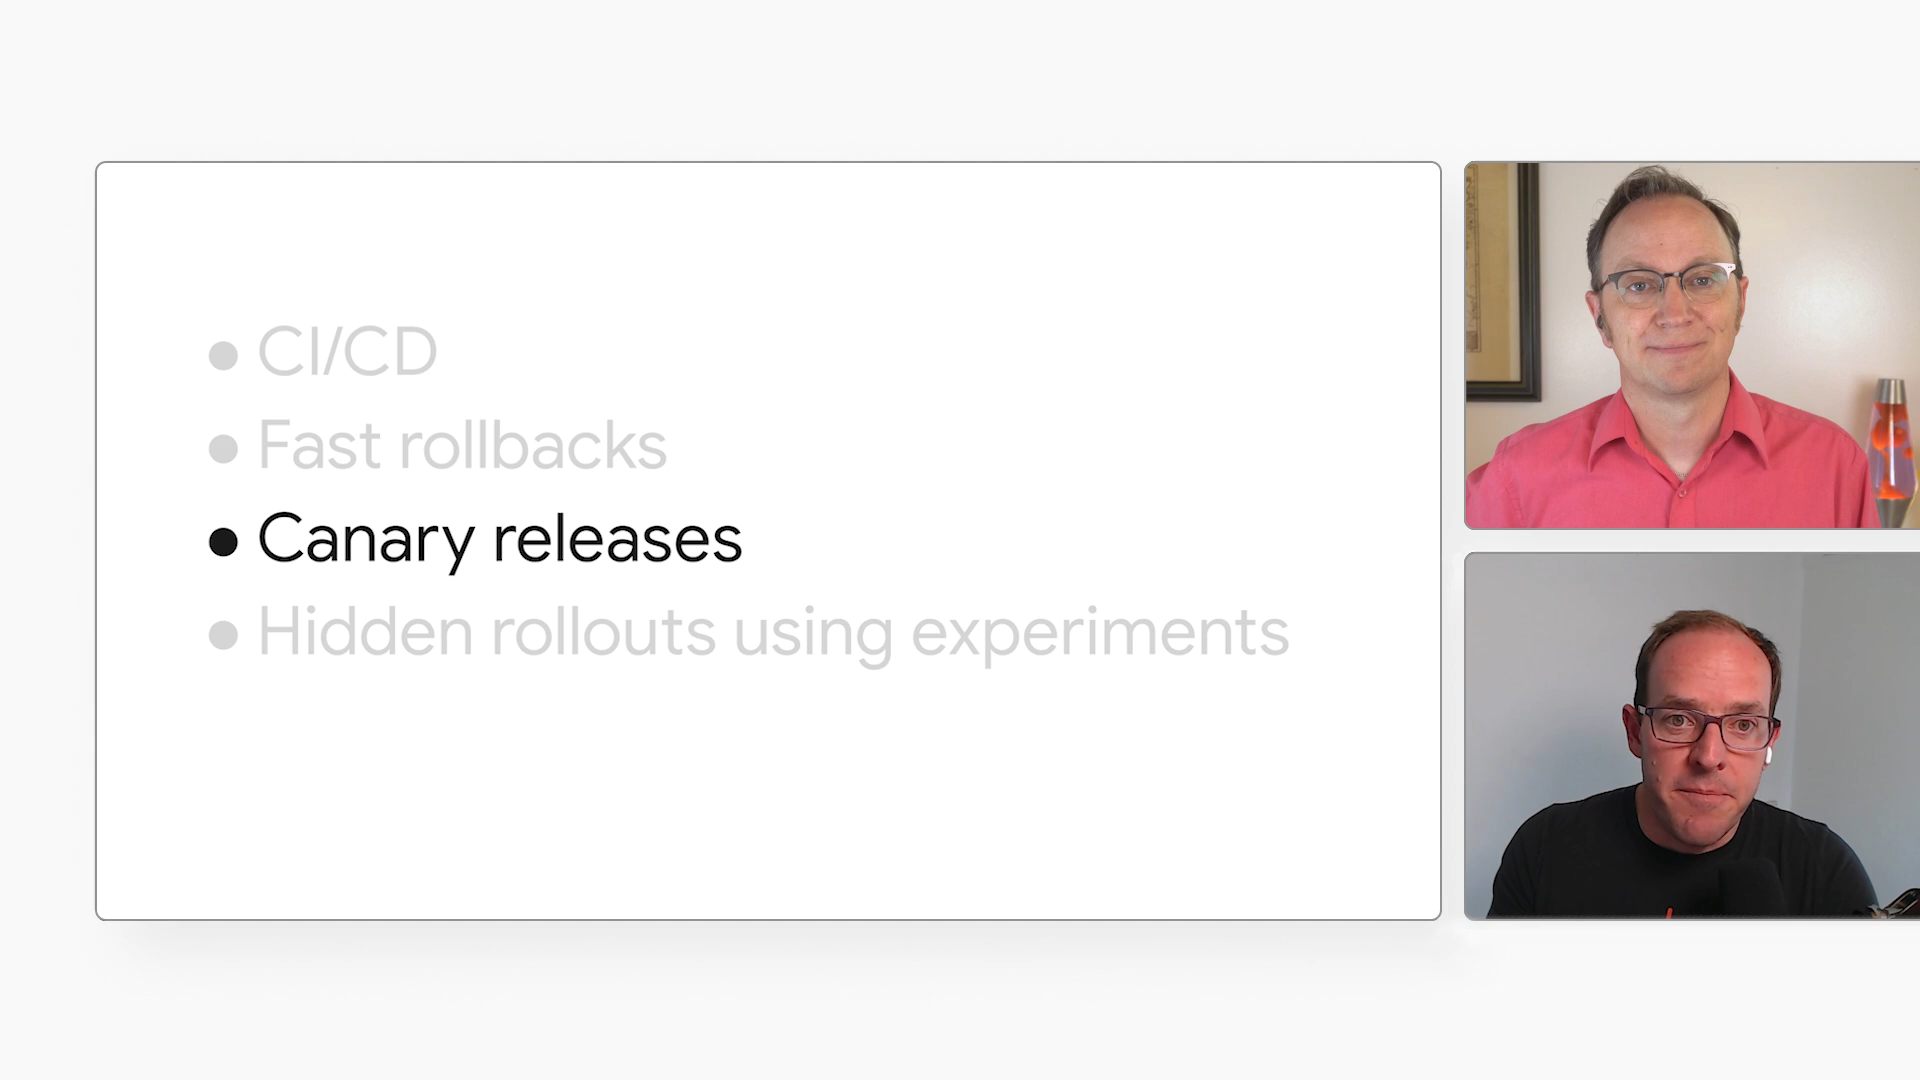 ● CI/CD
● Fast rollbacks
● Canary releases
● Hidden rollouts using experiments